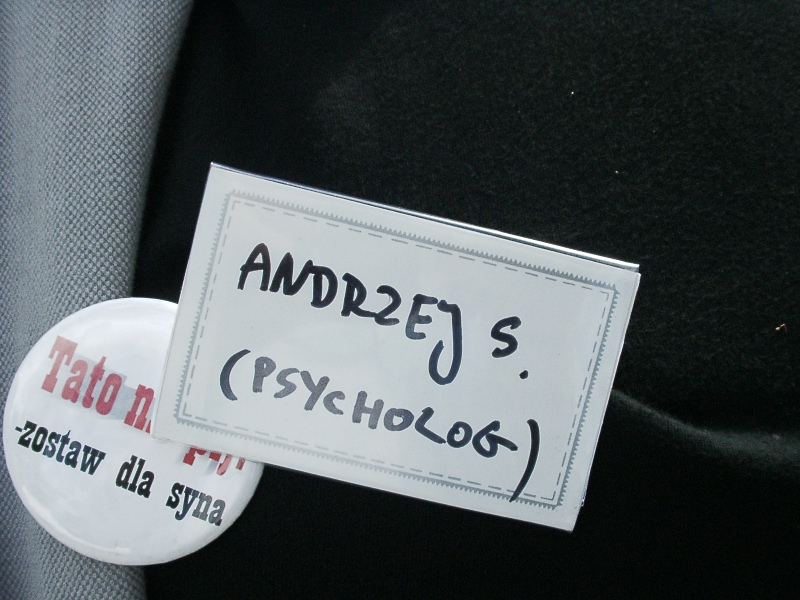 ANDRZEJ S.
(PSYCHOLOG)
Tato
-zostaw dla syna